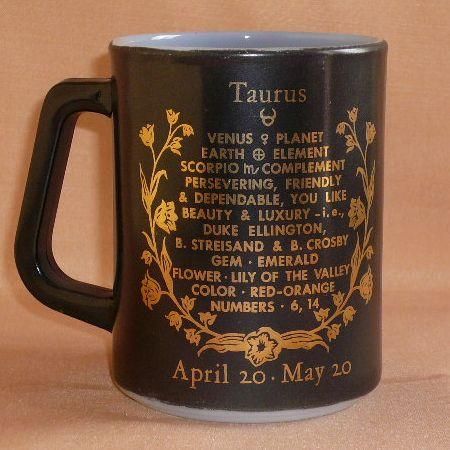 Taurus
♉
VENUS ♀ PLANET
EARTH ⊕ ELEMENT
SCORPIO ♏ COMPLEMENT
PERSEVERING, FRIENDLY
& DEPENDABLE, YOU LIKE
BEAUTY & LUXURY - i.e.,
DUKE ELLINGTON,
B. STREISAND & B. CROSBY
GEM · EMERALD
FLOWER · LILY OF THE VALLEY
COLOR · RED-ORANGE
NUMBERS · 6, 14
April 20 · May 20